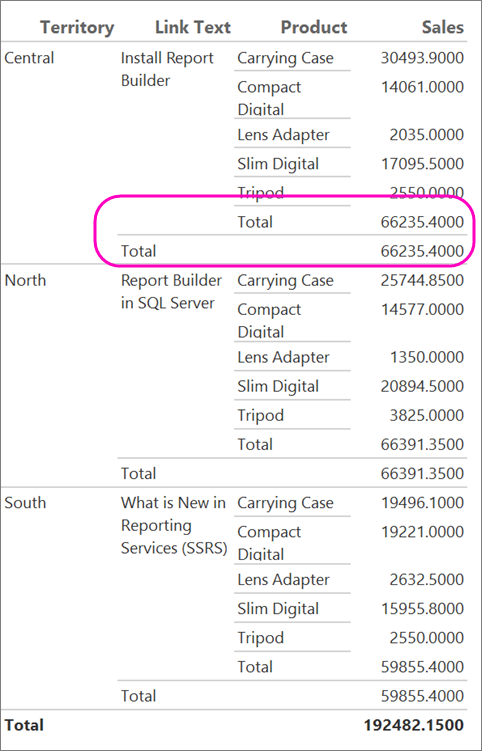 Territory Link Text Product Sales
Central Install Report Builder Carrying Case 30493.9000
Compact Digital 14061.0000
Lens Adapter 2035.0000
Slim Digital 17095.5000
Tripod 2550.0000
Total 66235.4000
Total 66235.4000
North Report Builder in SQL Server Carrying Case 25744.8500
Compact Digital 14577.0000
Lens Adapter 1350.0000
Slim Digital 20894.5000
Tripod 3825.0000
Total 66391.3500
Total 66391.3500
South What is New in Reporting Services (SSRS) Carrying Case 19496.1000
Compact Digital 19221.0000
Lens Adapter 2632.5000
Slim Digital 15955.8000
Tripod 2550.0000
Total 59855.4000
Total 59855.4000
Total 192482.1500